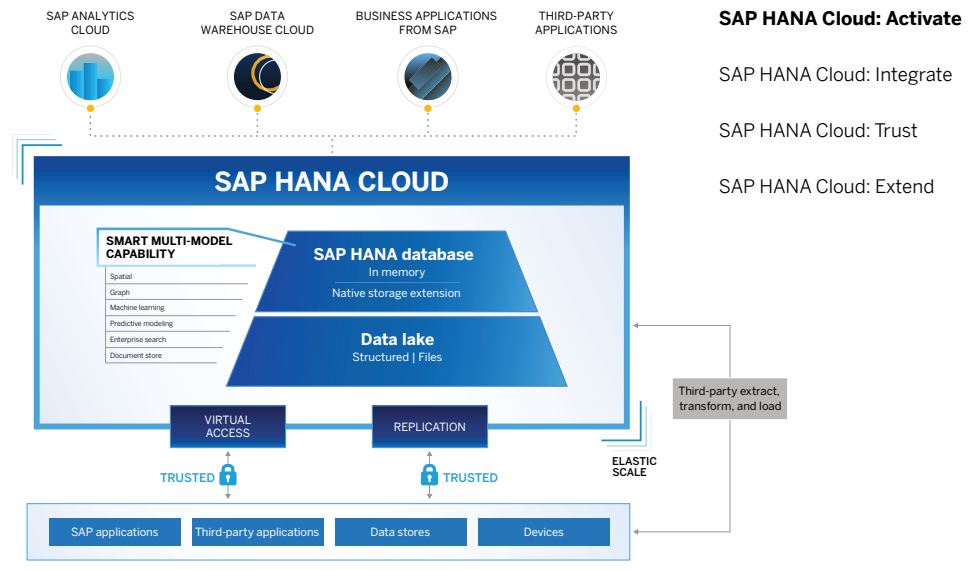 SAP ANALYTICS
CLOUD
SAP DATA
WAREHOUSE CLOUD
BUSINESS APPLICATIONS
FROM SAP
THIRD-PARTY
APPLICATIONS
SAP HANA Cloud: Activate
SAP HANA Cloud: Integrate
SAP HANA Cloud: Trust
SAP HANA Cloud: Extend
SAP HANA CLOUD
SMART MULTI-MODEL
CAPABILITY
Spatial
Graph
Machine learning
Predictive modeling
Enterprise search
Document store
SAP HANA database
In memory
Native storage extension
Data lake
Structured | Files
Third-party extract,
transform, and load
VIRTUAL
ACCESS
REPLICATION
ELASTIC
SCALE
TRUSTED
TRUSTED
SAP applications
Third-party applications
Data stores
Devices